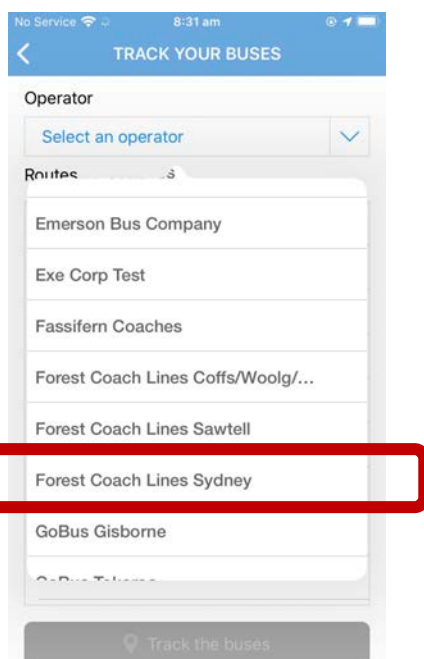 No Service 8:31 am
TRACK YOUR BUSES
Operator
Select an operator
Routes
Emerson Bus Company
Exe Corp Test
Fassifern Coaches
Forest Coach Lines Coffs/Woolg/...
Forest Coach Lines Sawtell
Forest Coach Lines Sydney
GoBus Gisborne
Track the buses